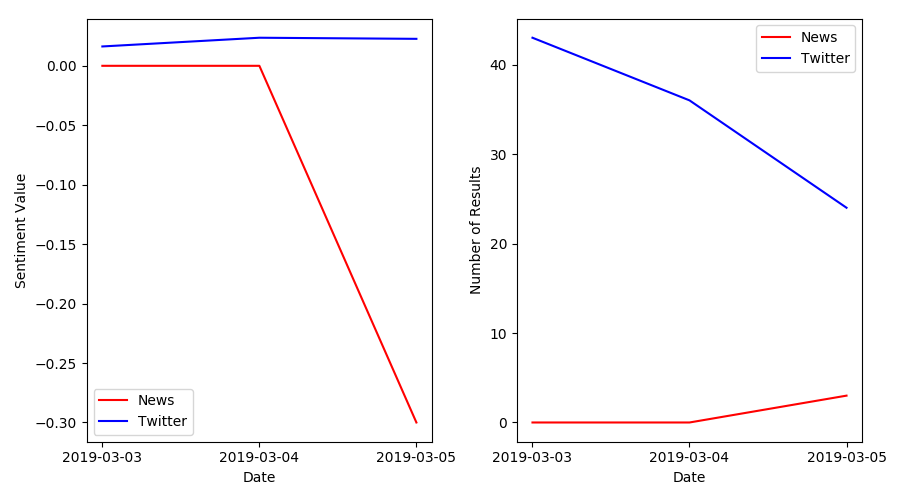 0.00
−0.05
−0.10
−0.15
−0.20
−0.25
−0.30
Sentiment Value
News
Twitter
2019-03-03 2019-03-04 2019-03-05
Date
40
30
20
10
0
Number of Results
News
Twitter
2019-03-03 2019-03-04 2019-03-05
Date